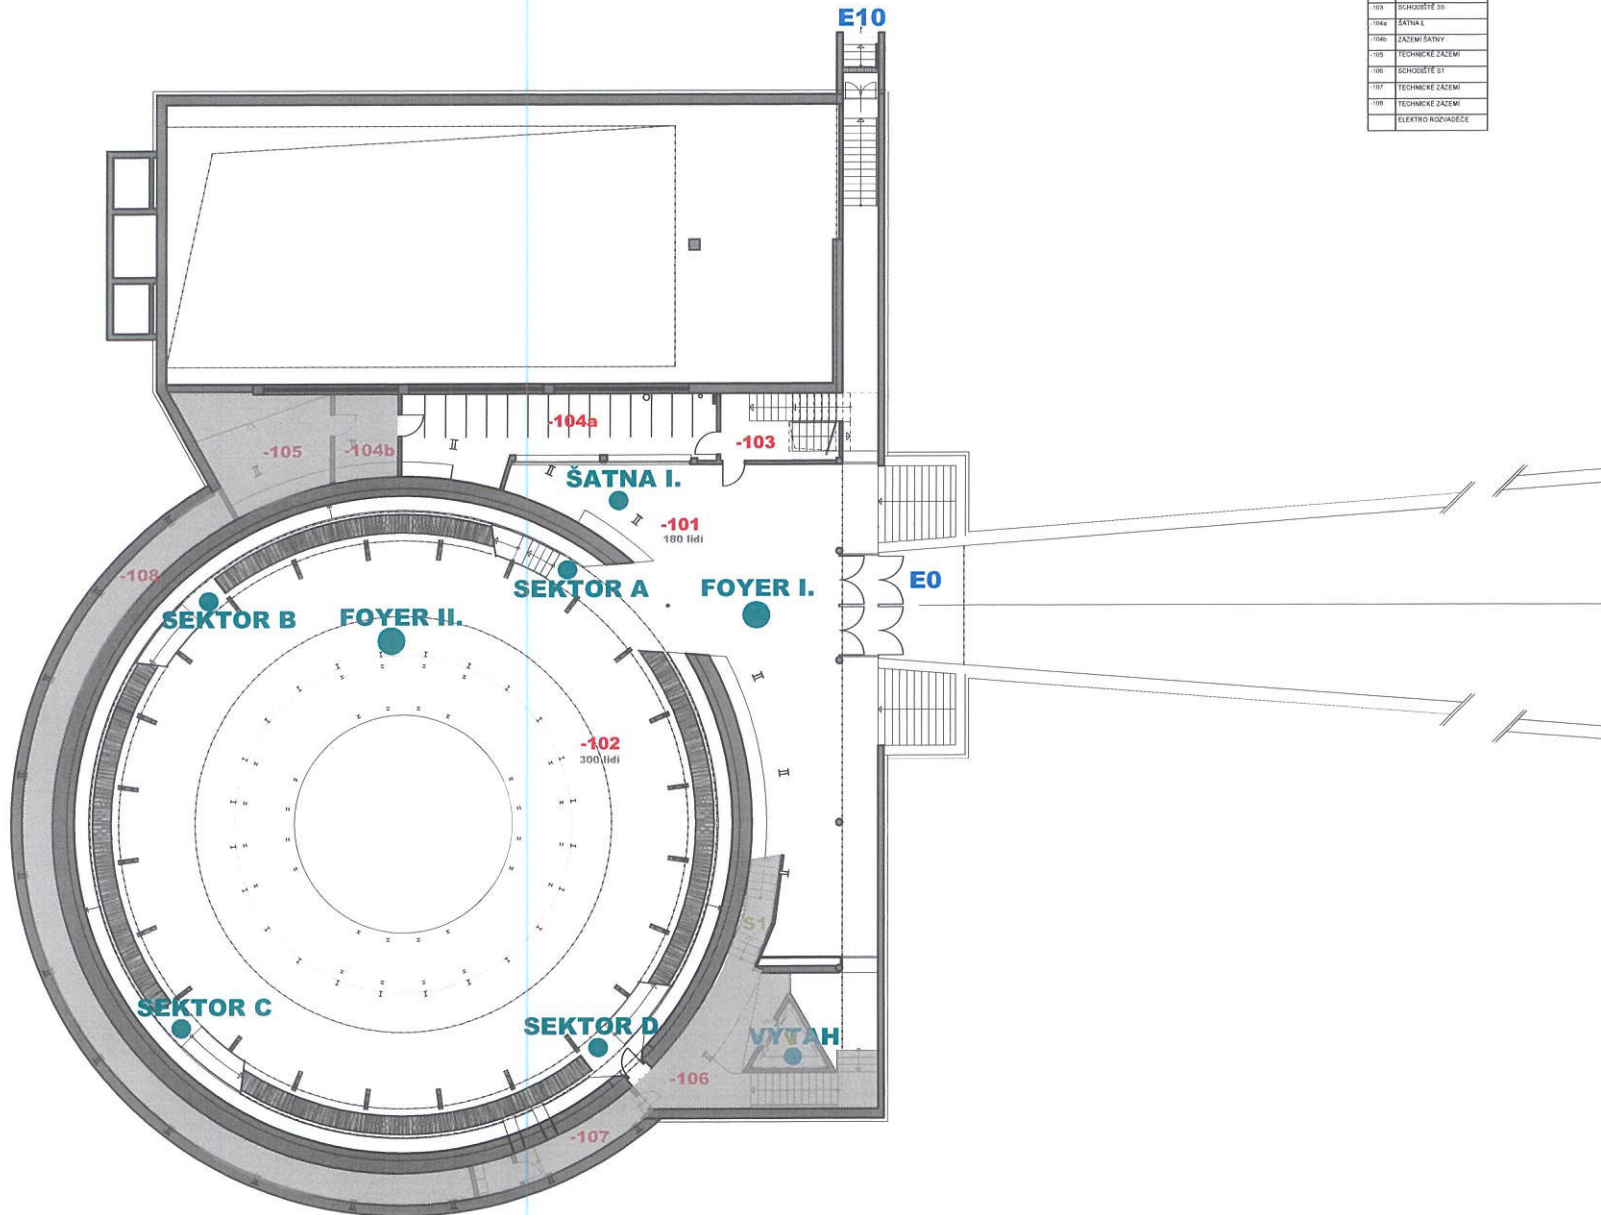 E10
-103 SCHODIŠTĚ S5
-104a ŠATNA I.
-104b ZÁZEMÍ ŠATNY
-105 TECHNICKÉ ZÁZEMÍ
-106 SCHODIŠTĚ S1
-107 TECHNICKÉ ZÁZEMÍ
-108 TECHNICKÉ ZÁZEMÍ
ELEKTRO ROZVADĚČE
-104a
-103
-105
-104b
ŠATNA I.
-101
180 lidí
-108
SEKTOR A
FOYER I.
E0
SEKTOR B
FOYER II.
-102
300 lidí
S1
SEKTOR C
SEKTOR D
VÝTAH
-106
-107